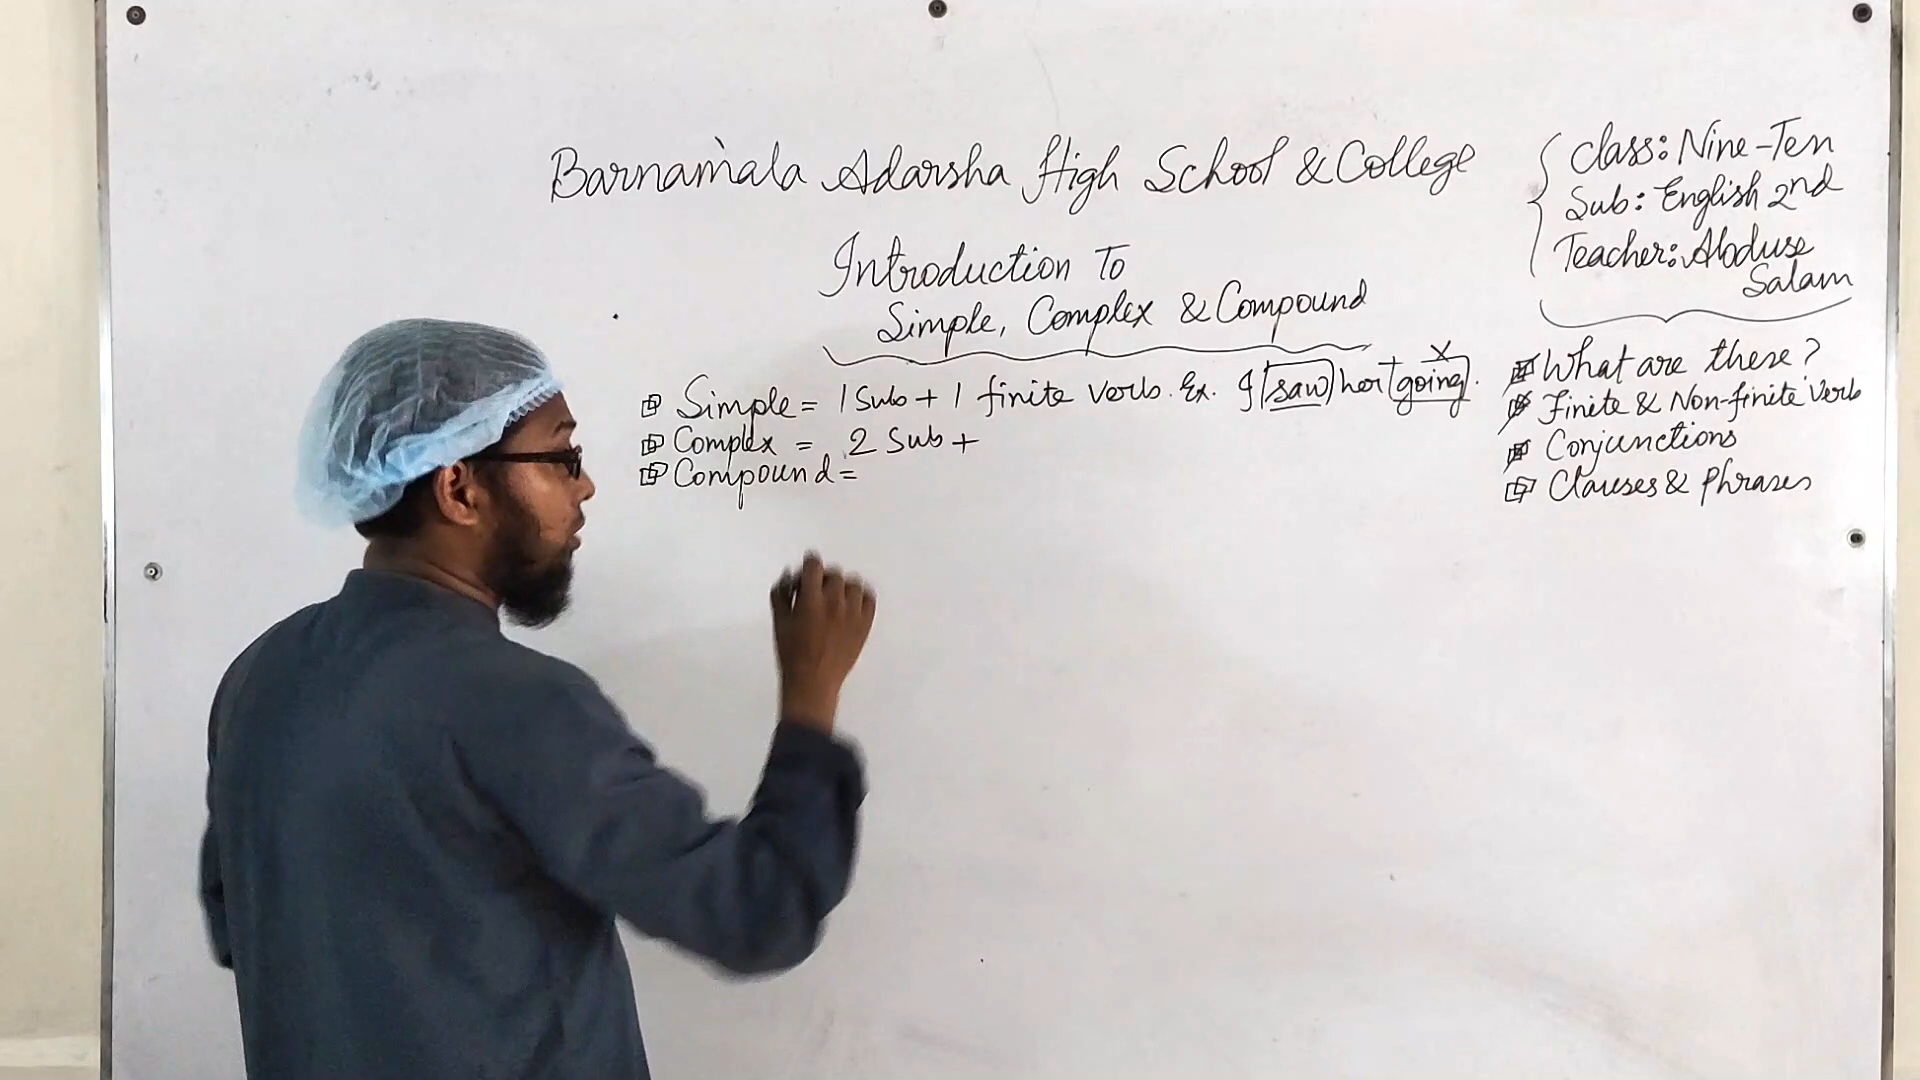 Barnamala Adarsha High School & College
Introduction To
Simple, Complex & Compound
Simple = 1 Sub + 1 finite verb. Ex. I saw her going.
Complex = 2 Sub +
Compound =
Class: Nine-Ten
Sub: English 2nd
Teacher: Abduse
Salam
What are these?
Finite & Non-finite Verb
Conjunctions
Clauses & Phrases